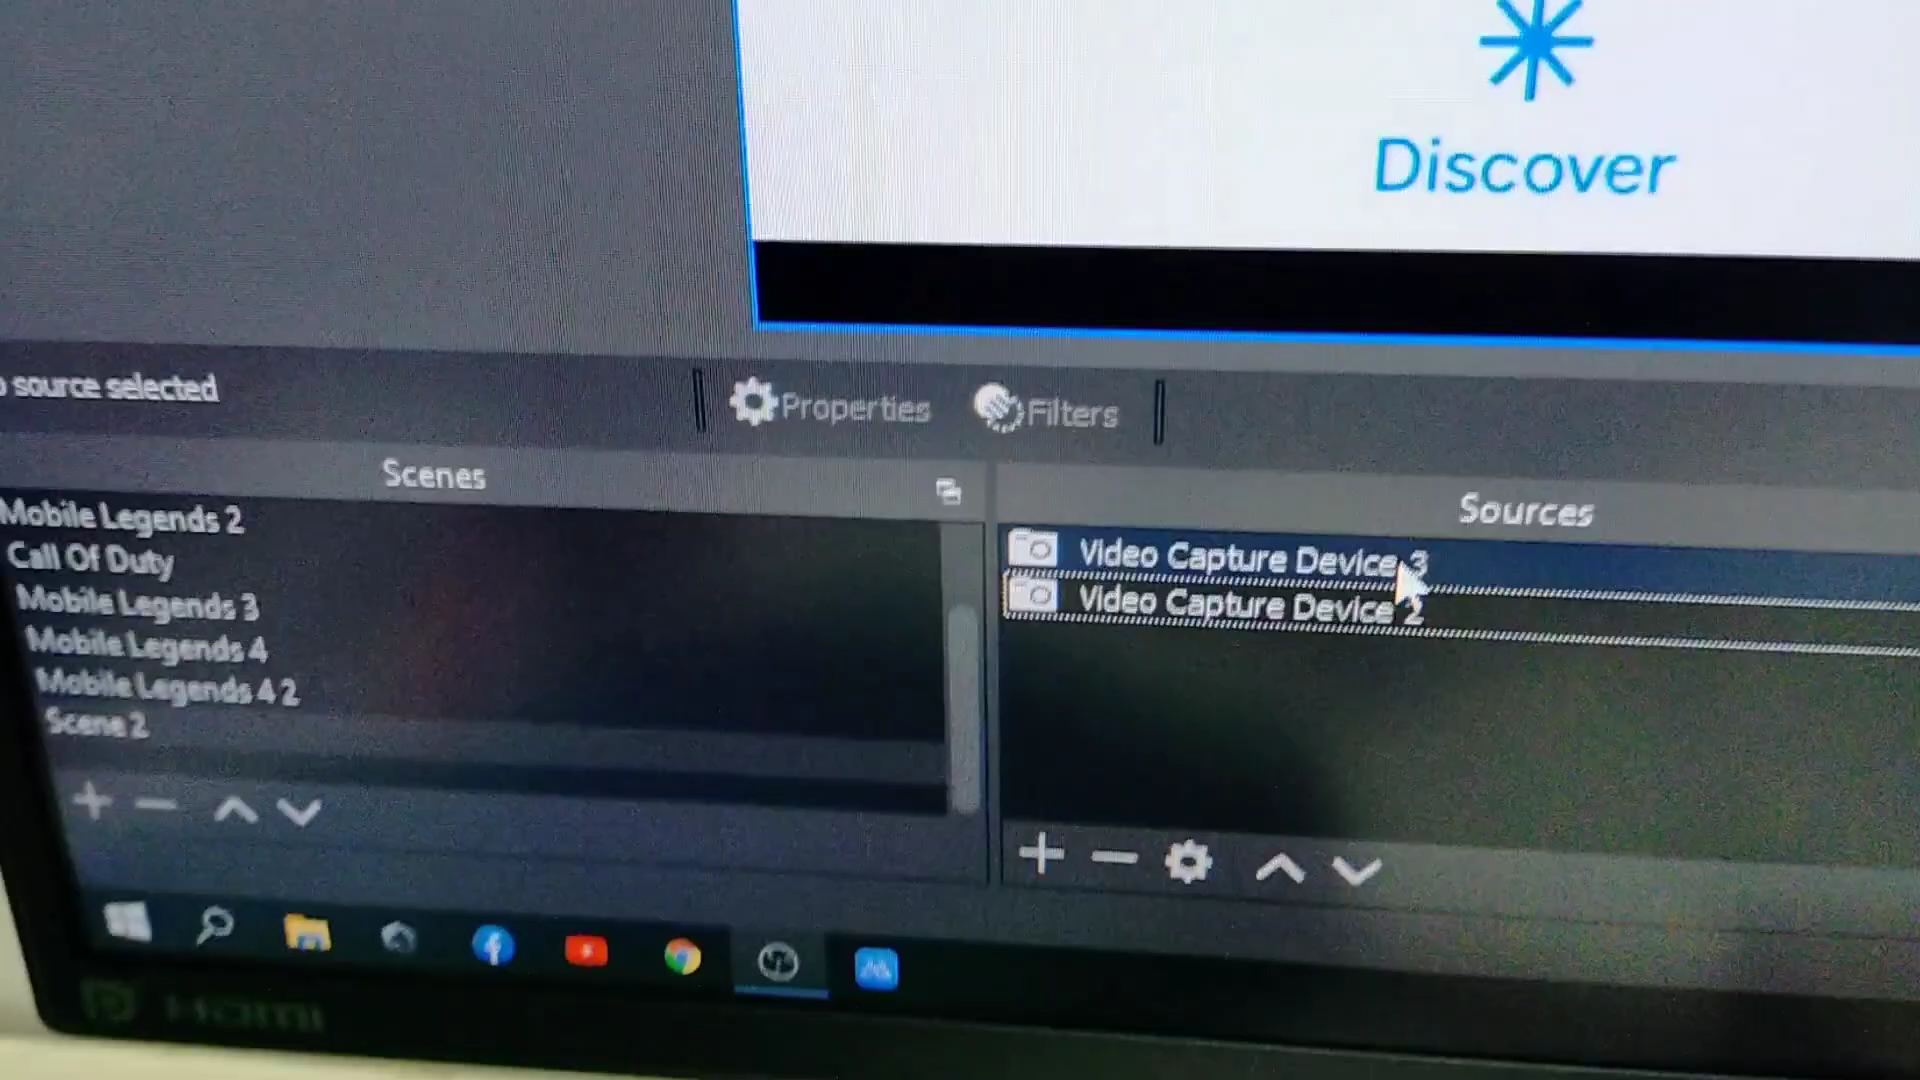 Discover
source selected
Properties
Filters
Scenes
Mobile Legends 2
Call Of Duty
Mobile Legends 3
Mobile Legends 4
Mobile Legends 4 2
Scene 2
Sources
Video Capture Device 3
Video Capture Device 2
HDMI